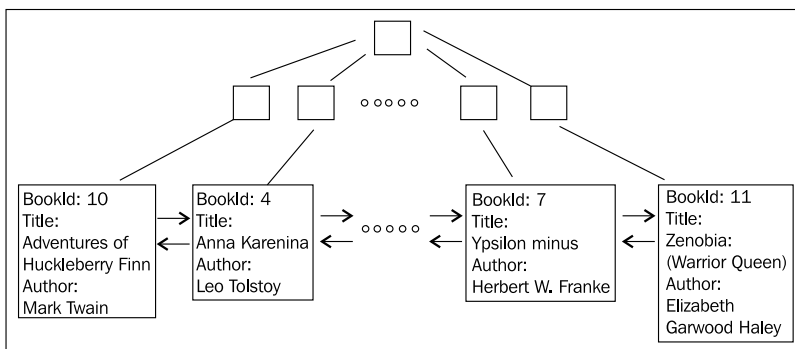 BookId: 10
Title:
Adventures of
Huckleberry Finn
Author:
Mark Twain
BookId: 4
Title:
Anna Karenina
Author:
Leo Tolstoy
BookId: 7
Title:
Ypsilon minus
Author:
Herbert W. Franke
BookId: 11
Title:
Zenobia:
(Warrior Queen)
Author:
Elizabeth
Garwood Haley